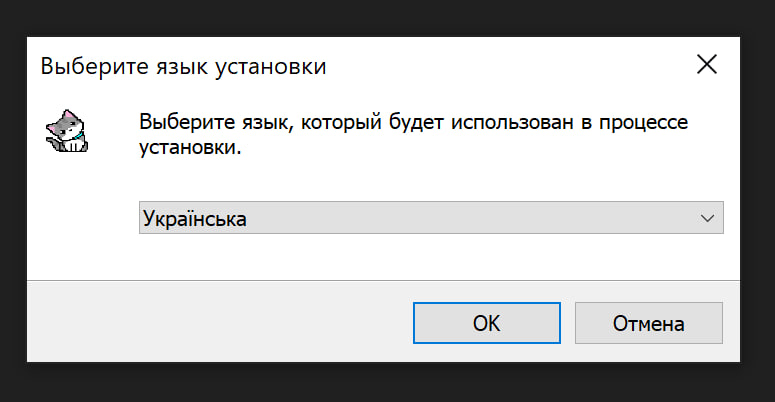 Выберите язык установки
Выберите язык, который будет использован в процессе
установки.
Українська
OK
Отмена